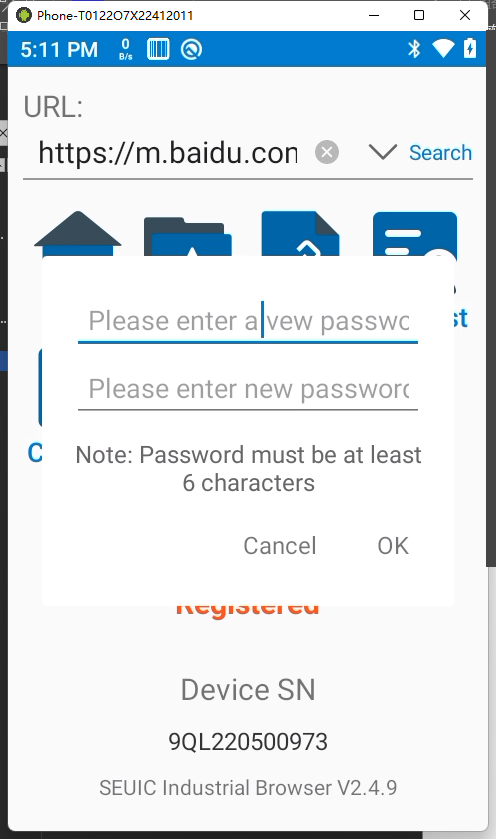 Phone-T0122O7X22412011
5:11 PM
0
B/s
URL:
https://m.baidu.con
Search
st
Please enter a vew passwo
Please enter new password
C
Note: Password must be at least
6 characters
Cancel
OK
Registered
Device SN
9QL220500973
SEUIC Industrial Browser V2.4.9